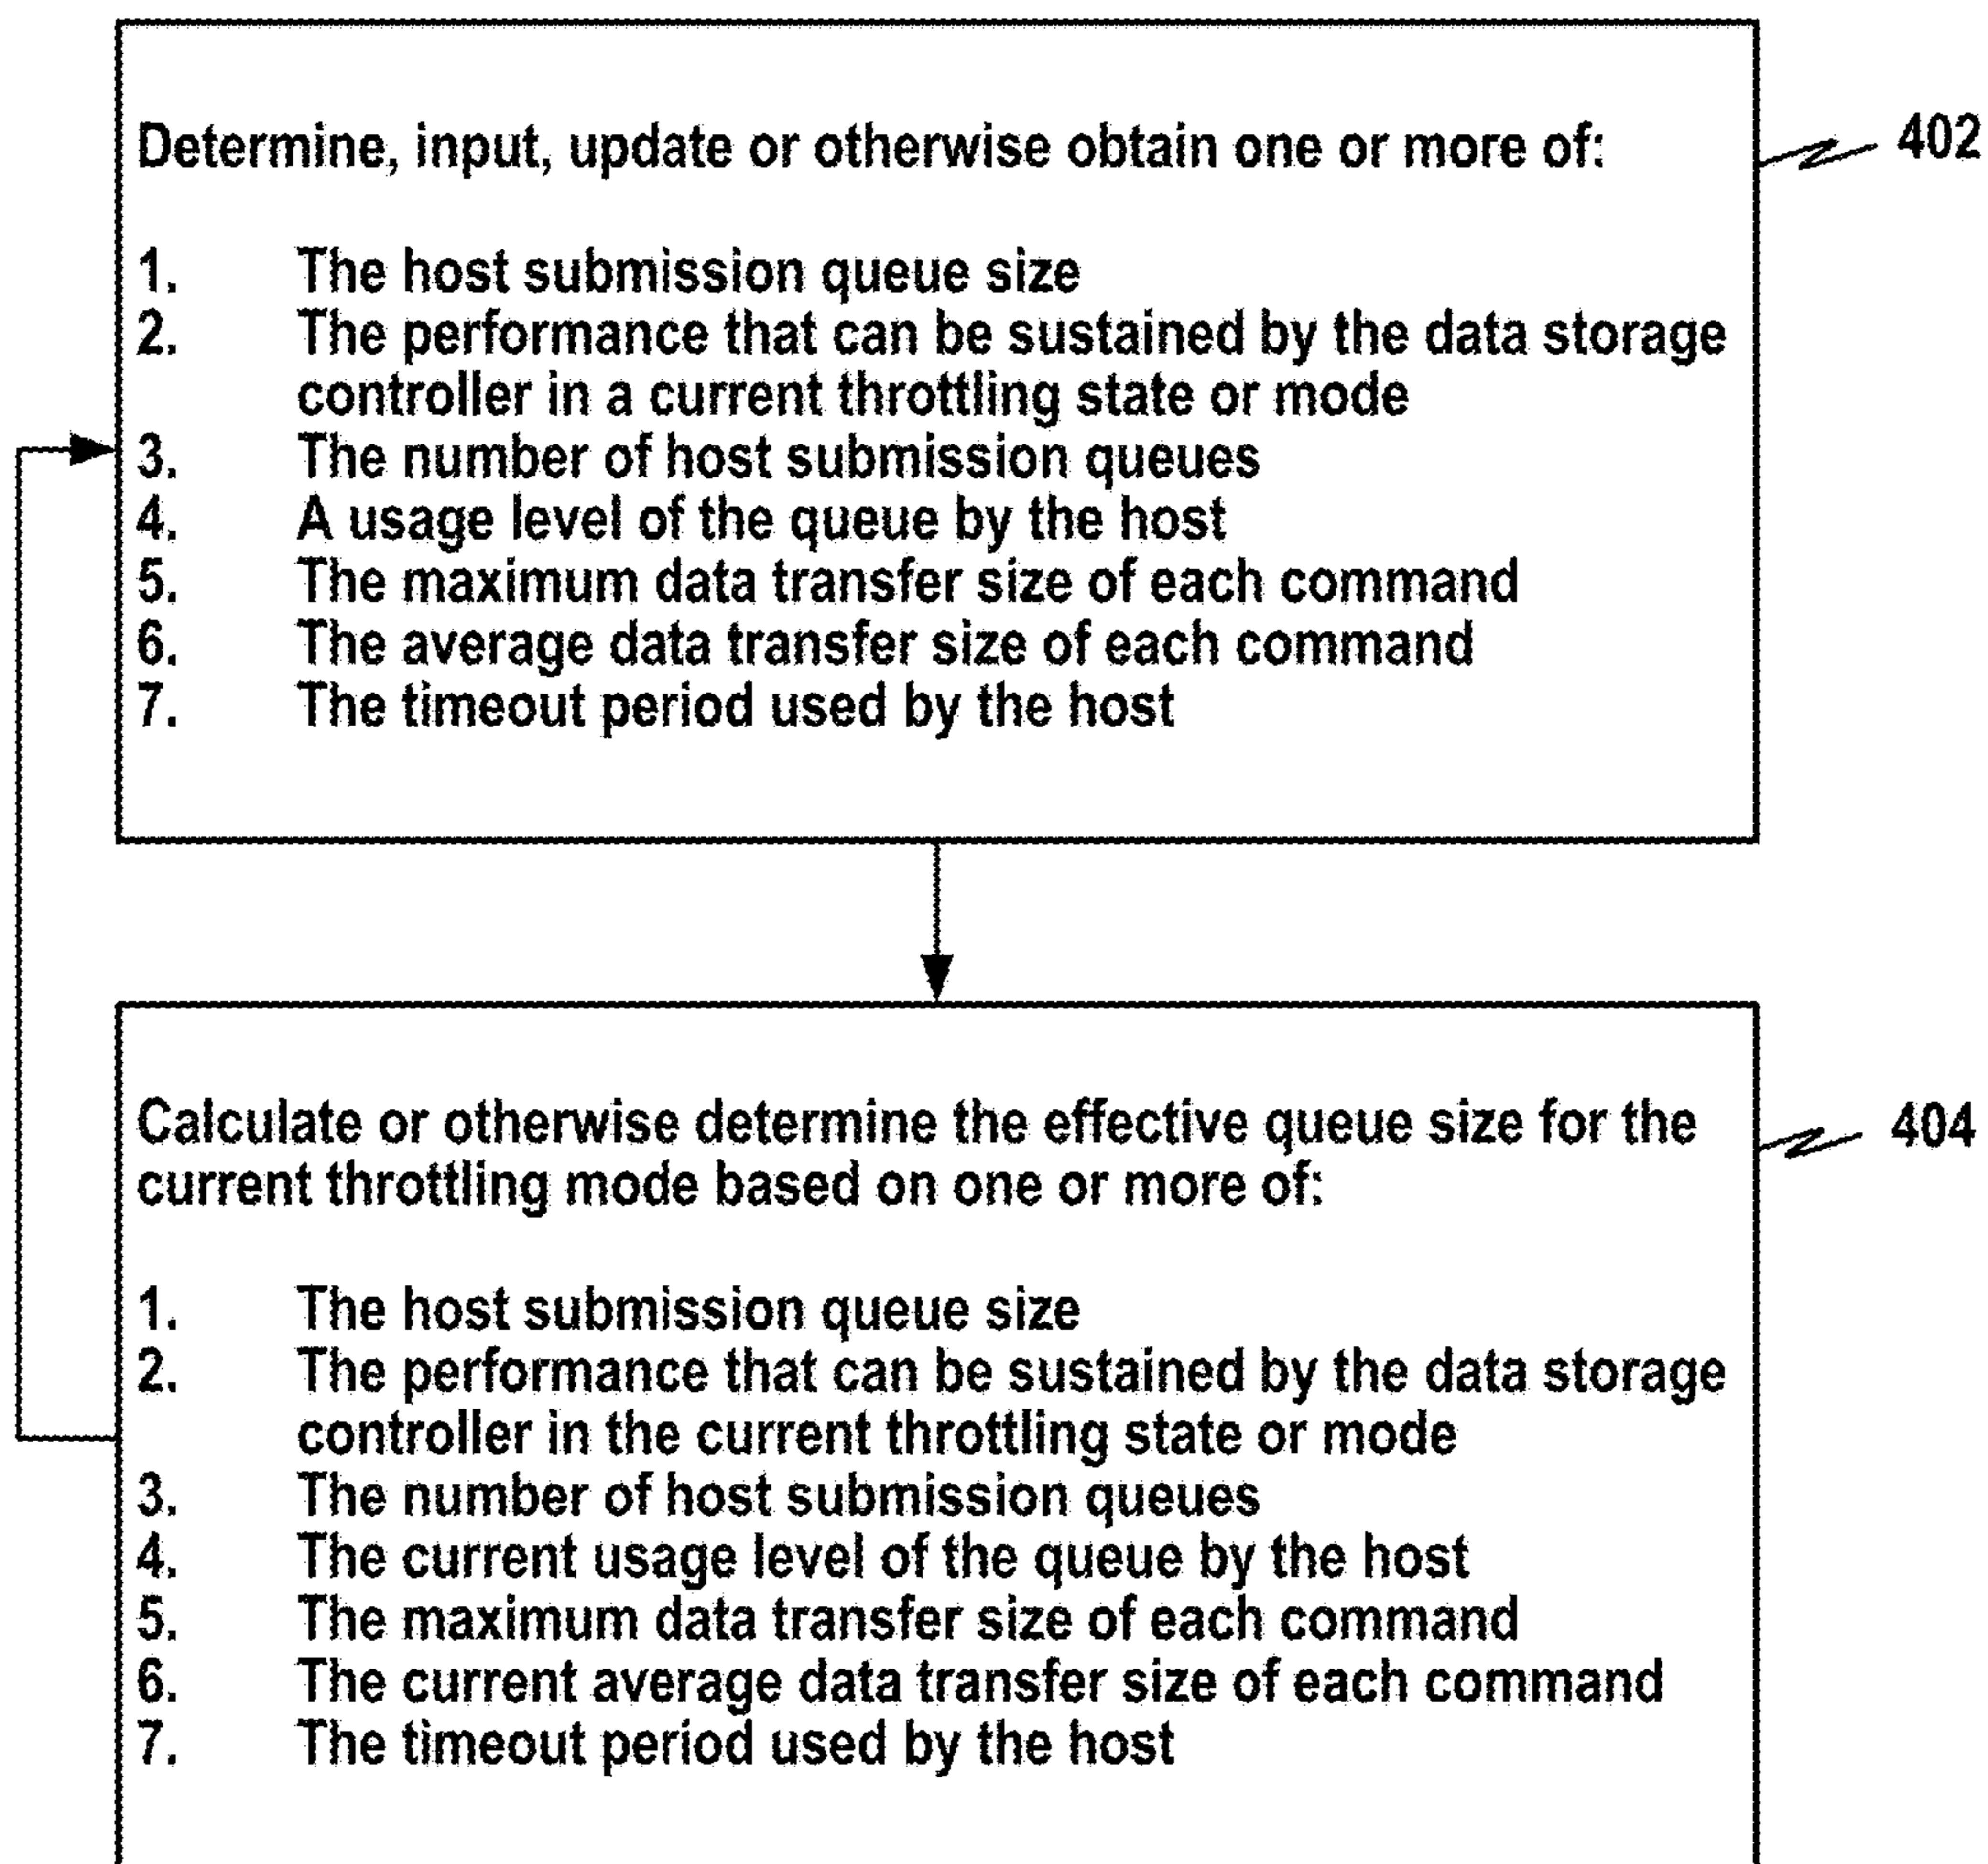 Determine, input, update or otherwise obtain one or more of:
402
1. The host submission queue size
2. The performance that can be sustained by the data storage
controller in a current throttling state or mode
3. The number of host submission queues
4. A usage level of the queue by the host
5. The maximum data transfer size of each command
6. The average data transfer size of each command
7. The timeout period used by the host
Calculate or otherwise determine the effective queue size for the
404
current throttling mode based on one or more of:
1. The host submission queue size
2. The performance that can be sustained by the data storage
controller in the current throttling state or mode
3. The number of host submission queues
4. The current usage level of the queue by the host
5. The maximum data transfer size of each command
6. The current average data transfer size of each command
7. The timeout period used by the host